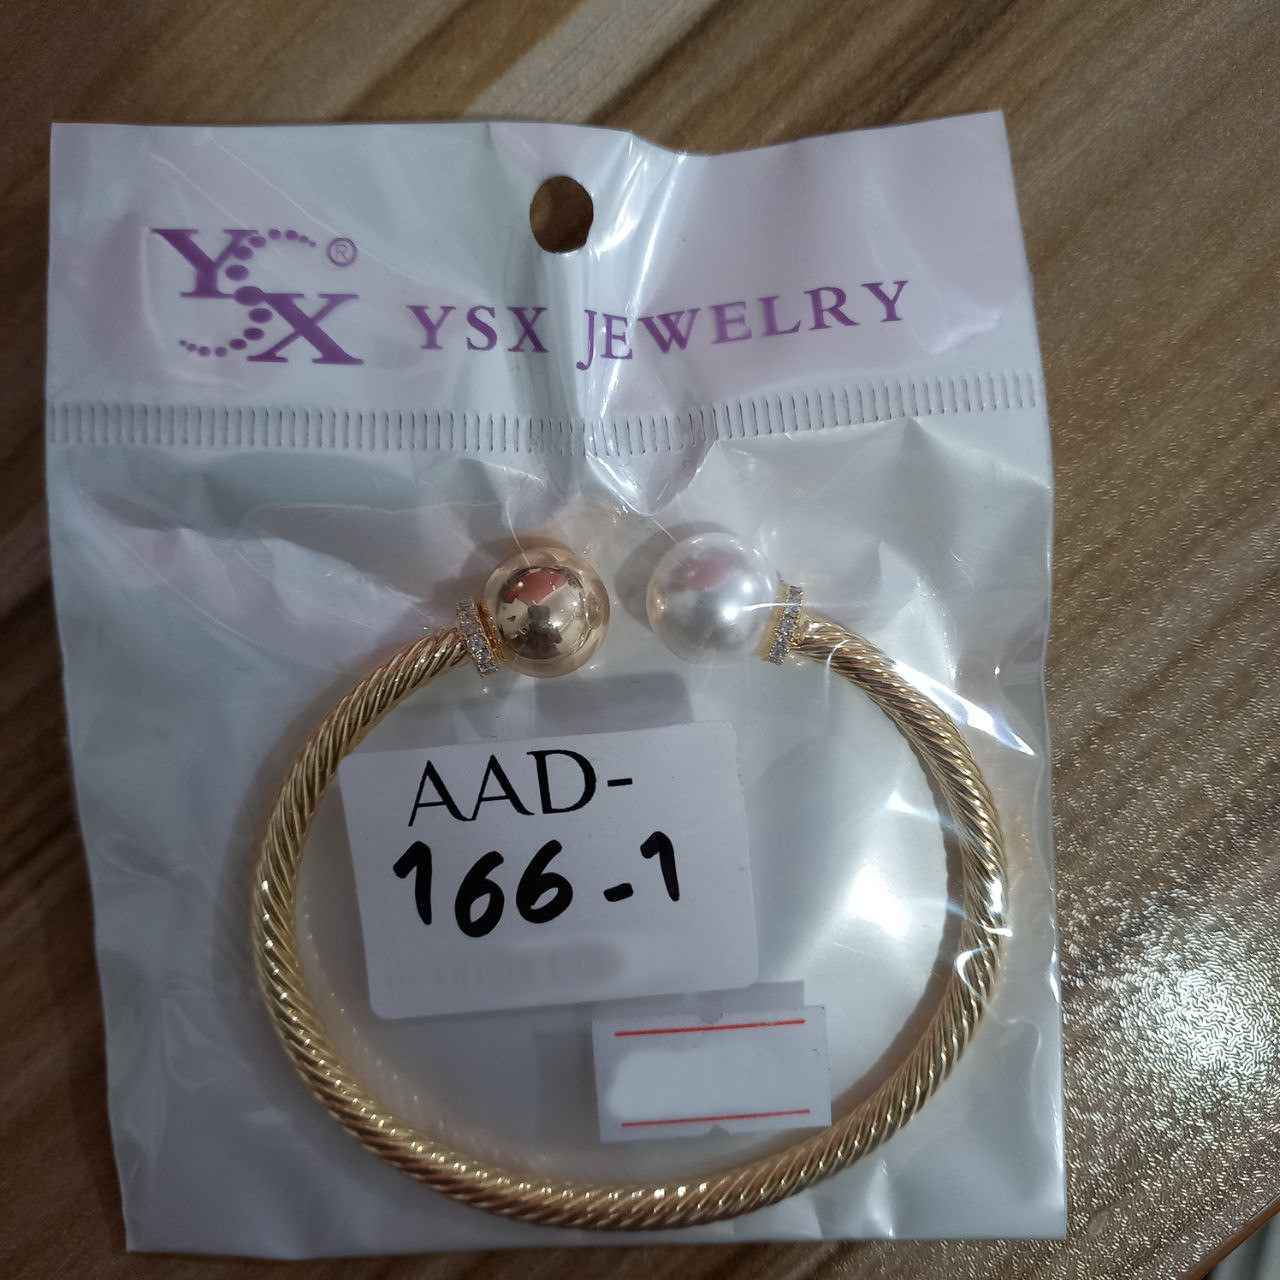 YSX®
YSX JEWELRY
AAD-
166-1